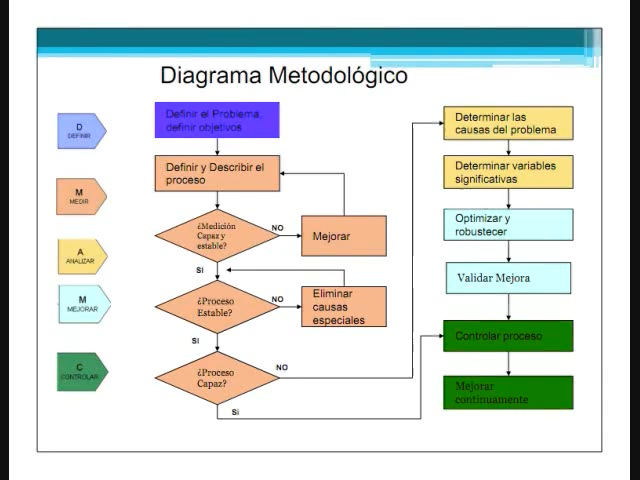 Diagrama Metodológico
D
DEFINIR
M
MEDIR
A
ANALIZAR
M
MEJORAR
C
CONTROLAR
Definir el Problema,
definir objetivos
Definir y Describir el
proceso
¿Medición
Capaz y
estable?
NO
Mejorar
SI
¿Proceso
Estable?
NO
Eliminar
causas
especiales
SI
¿Proceso
Capaz?
NO
Si
Determinar las
causas del problema
Determinar variables
significativas
Optimizar y
robustecer
Validar Mejora
Controlar proceso
Mejorar
continuamente